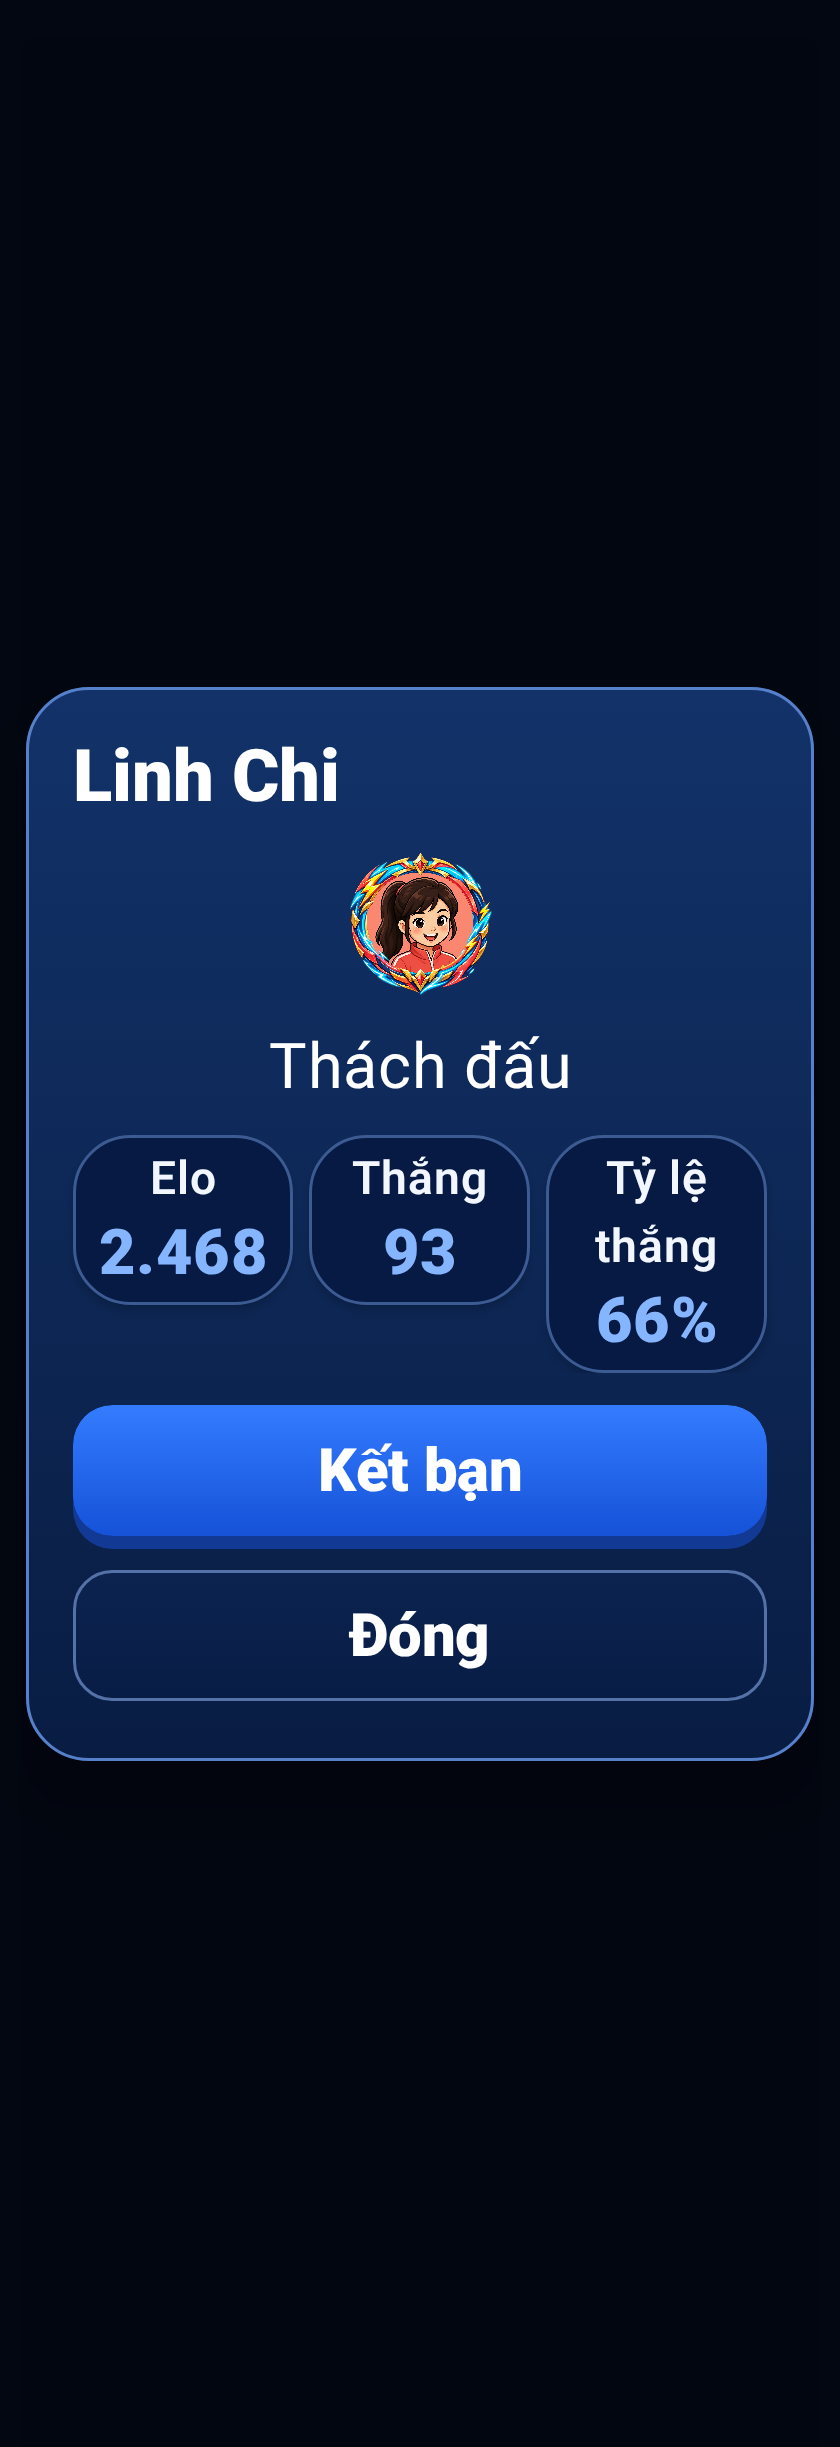 Linh Chi
Thách đấu
Elo
2.468
Thắng
93
Tỷ lệ
thắng
66%
Kết bạn
Đóng